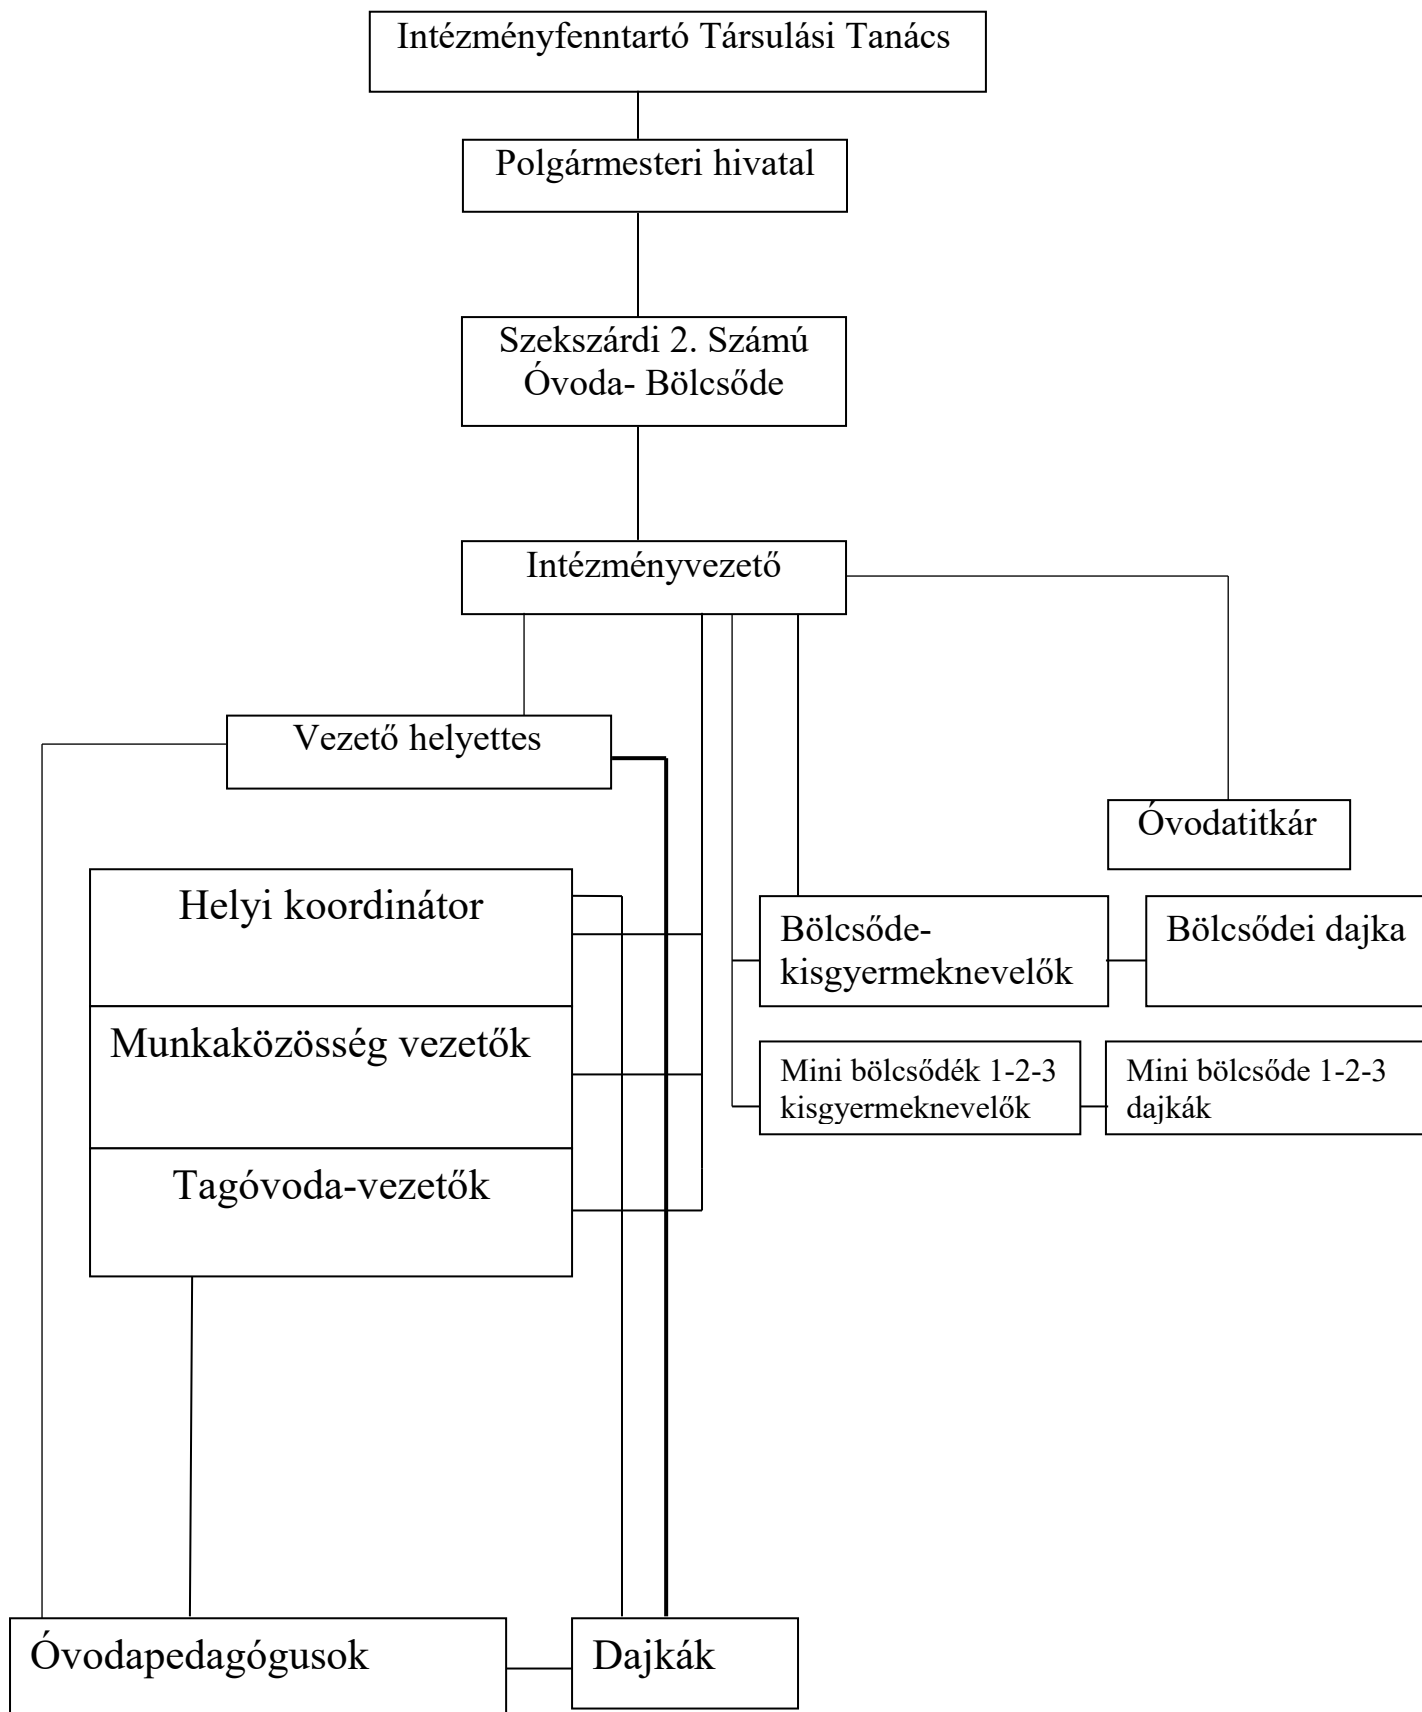 Intézményfenntartó Társulási Tanács
Polgármesteri hivatal
Szekszárdi 2. Számú
Óvoda- Bölcsőde
Intézményvezető
Vezető helyettes
Óvodatitkár
Helyi koordinátor
Bölcsőde-
kisgyermeknevelők
Bölcsődei dajka
Munkaközösség vezetők
Mini bölcsődék 1-2-3
kisgyermeknevelők
Mini bölcsőde 1-2-3
dajkák
Tagóvoda-vezetők
Óvodapedagógusok
Dajkák